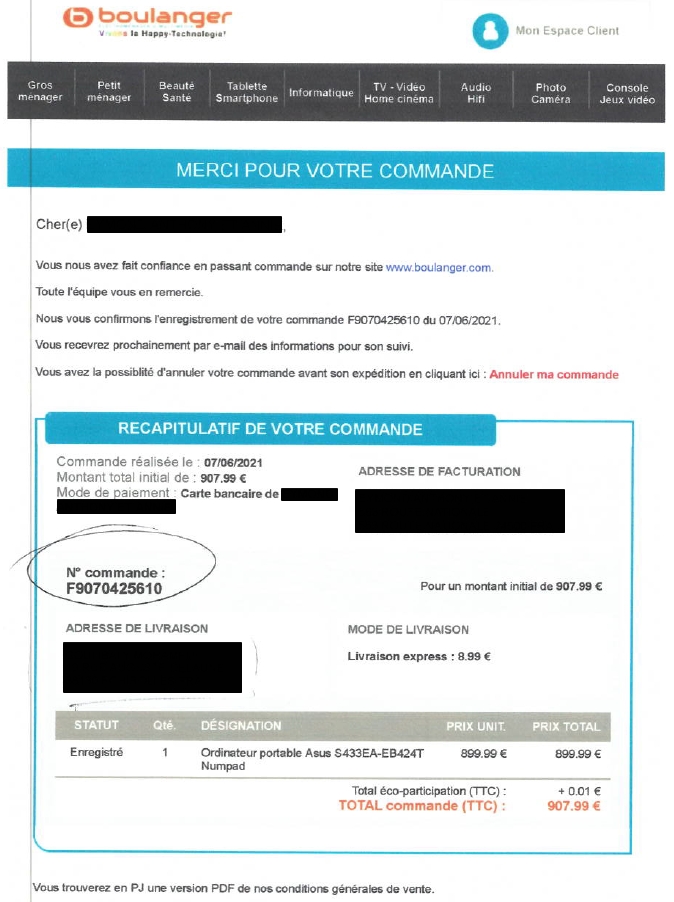 boulanger
Vivons la Happy-Technologie!
Mon Espace Client
Gros ménager
Petit ménager
Beauté Santé
Tablette Smartphone
Informatique
TV - Vidéo Home cinéma
Audio Hifi
Photo Caméra
Console Jeux vidéo
MERCI POUR VOTRE COMMANDE
Cher(e) ,
Vous nous avez fait confiance en passant commande sur notre site www.boulanger.com.
Toute l'équipe vous en remercie.
Nous vous confirmons l'enregistrement de votre commande F9070425610 du 07/06/2021.
Vous recevrez prochainement par e-mail des informations pour son suivi.
Vous avez la possiblité d'annuler votre commande avant son expédition en cliquant ici : Annuler ma commande
RECAPITULATIF DE VOTRE COMMANDE
Commande réalisée le : 07/06/2021
Montant total initial de : 907.99 €
Mode de paiement : Carte bancaire de
ADRESSE DE FACTURATION
N° commande :
F9070425610
Pour un montant initial de 907.99 €
ADRESSE DE LIVRAISON
MODE DE LIVRAISON
Livraison express : 8.99 €
STATUT Qté. DÉSIGNATION PRIX UNIT. PRIX TOTAL
Enregistré 1 Ordinateur portable Asus S433EA-EB424T 899.99 € 899.99 €
Numpad
Total éco-participation (TTC) : + 0.01 €
TOTAL commande (TTC) : 907.99 €
Vous trouverez en PJ une version PDF de nos conditions générales de vente.